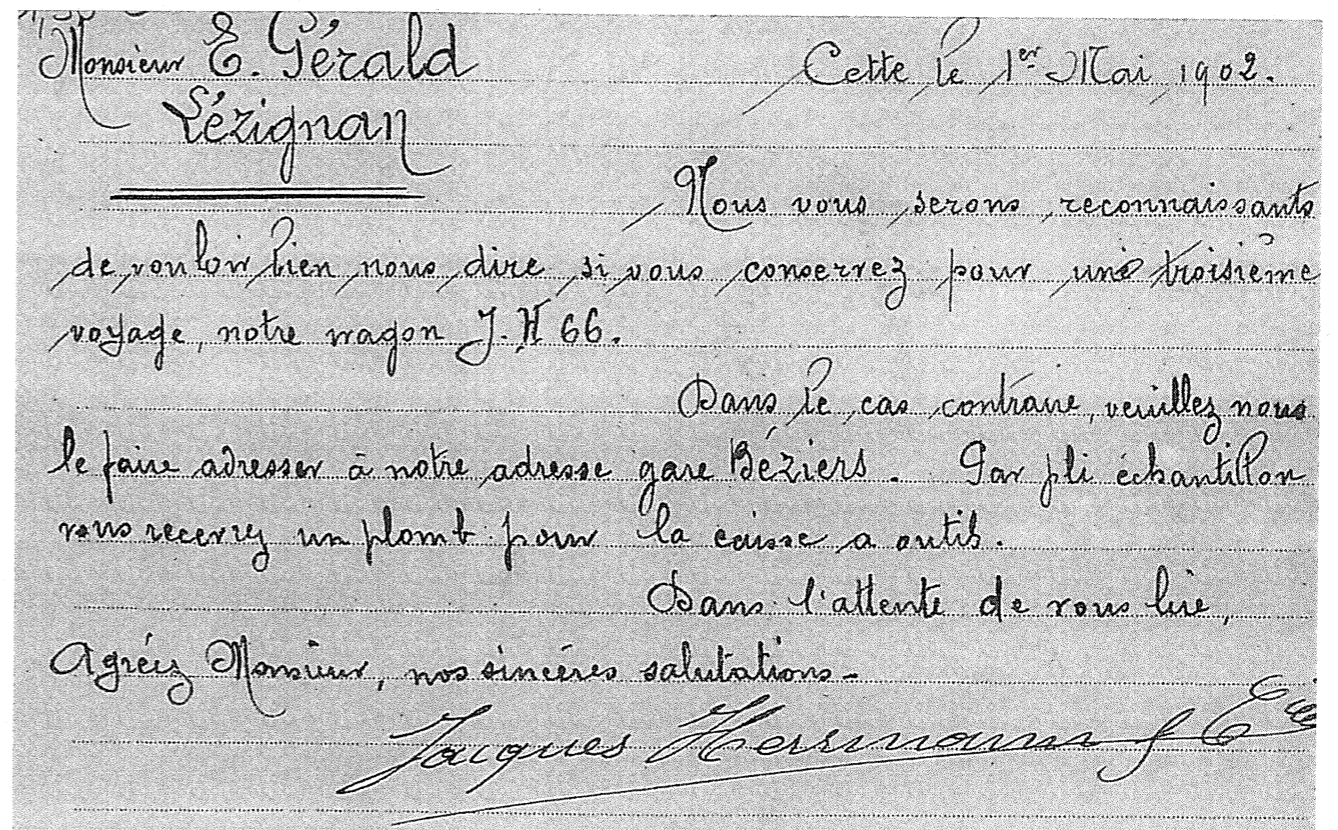 Monsieur E. Gérald
Cette le 1er Mai 1902.
Lézignan
Nous vous serons reconnaissants
de vouloir bien nous dire si vous conservez pour une troisième
voyage, notre wagon J. H 66.
Dans le cas contraire, veuillez nous
le faire adresser à notre adresse gare Béziers. Par pli échantillon
vous recevrez un plomb pour la caisse a outils.
Dans l'attente de vous lire,
Agréez Monsieur, nos sincères salutations-
Jacques Herrmann & Cie